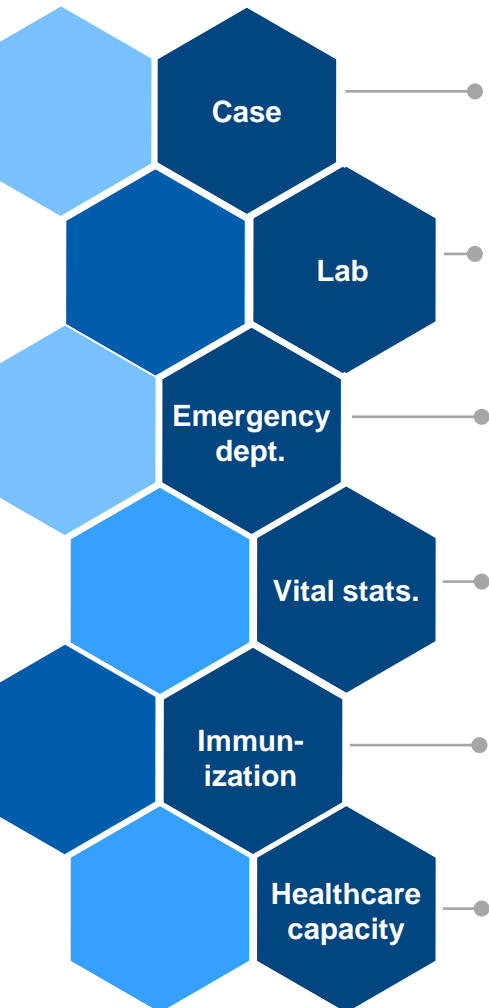 Case
Lab
Emergency
dept.
Vital stats.
Immun-
ization
Healthcare
capacity